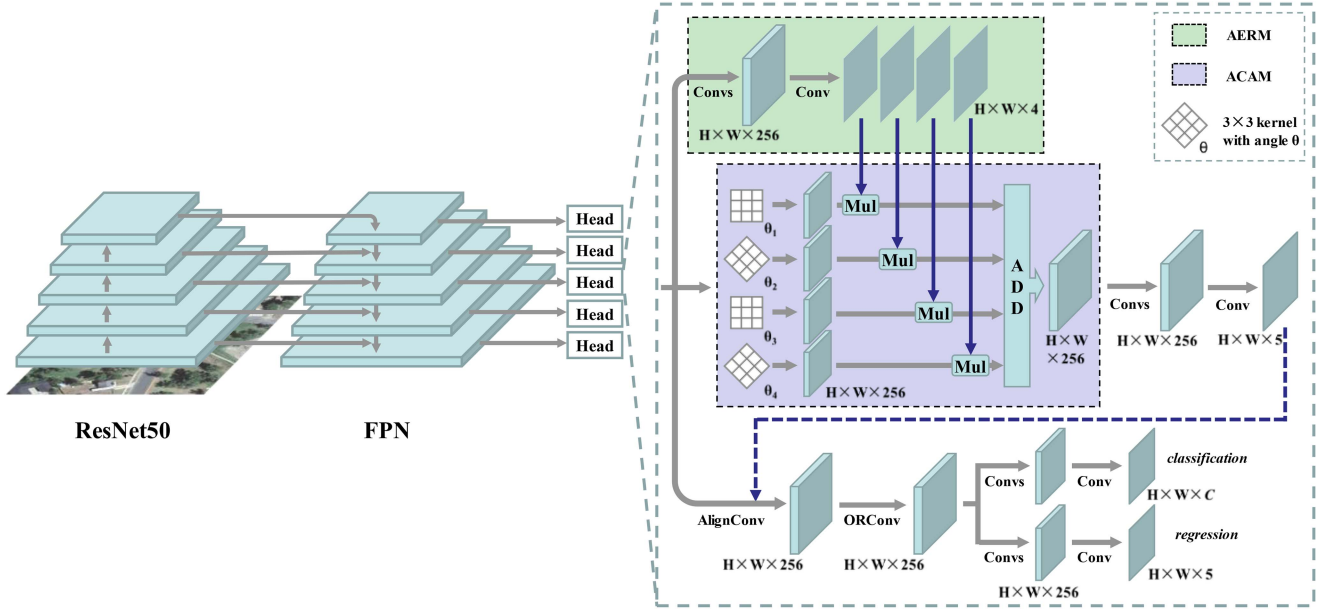 AERM
ACAM
3×3 kernel
with angle θ
θ
Convs
Conv
H×W×256
H×W×4
θ₁
θ₂
θ₃
θ₄
H×W×256
Mul
Mul
Mul
Mul
A
D
D
H×W
×256
Convs
H×W×256
Conv
H×W×5
Head
Head
Head
Head
Head
ResNet50
FPN
AlignConv
H×W×256
ORConv
H×W×256
Convs
Conv
classification
H×W×C
Convs
H×W×256
Conv
regression
H×W×5